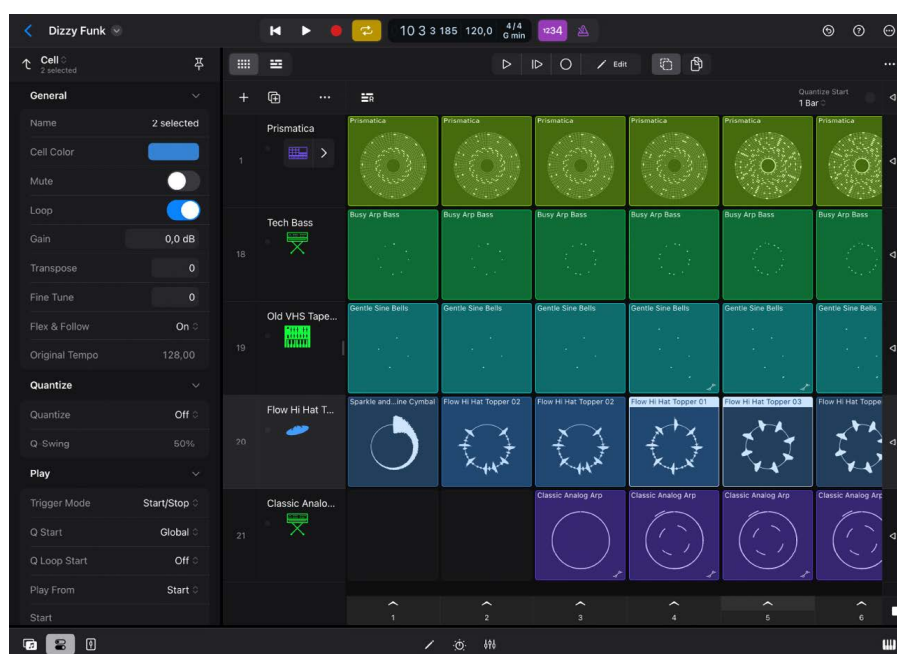 Dizzy Funk
10 3 3 185 120,0 4/4 G min
1234
Cell
2 selected
Edit
General
Quantize Start
1 Bar
Name 2 selected
Cell Color
Mute
Loop
Gain 0,0 dB
Transpose 0
Fine Tune 0
Flex & Follow On
Original Tempo 128,00
Quantize
Quantize Off
Q-Swing 50%
Play
Trigger Mode Start/Stop
Q Start Global
Q Loop Start Off
Play From Start
Start
1 Prismatica
Prismatica Prismatica Prismatica Prismatica Prismatica Prismatica
18 Tech Bass
Busy Arp Bass Busy Arp Bass Busy Arp Bass Busy Arp Bass Busy Arp Bass Busy Arp Bass
19 Old VHS Tape...
Gentle Sine Bells Gentle Sine Bells Gentle Sine Bells Gentle Sine Bells Gentle Sine Bells Gentle Sine Bells
20 Flow Hi Hat T...
Sparkle and...ine Cymbal Flow Hi Hat Topper 02 Flow Hi Hat Topper 02 Flow Hi Hat Topper 01 Flow Hi Hat Topper 03 Flow Hi Hat Toppe
21 Classic Analo...
Classic Analog Arp Classic Analog Arp Classic Analog Arp Classic Analog Arp
1 2 3 4 5 6